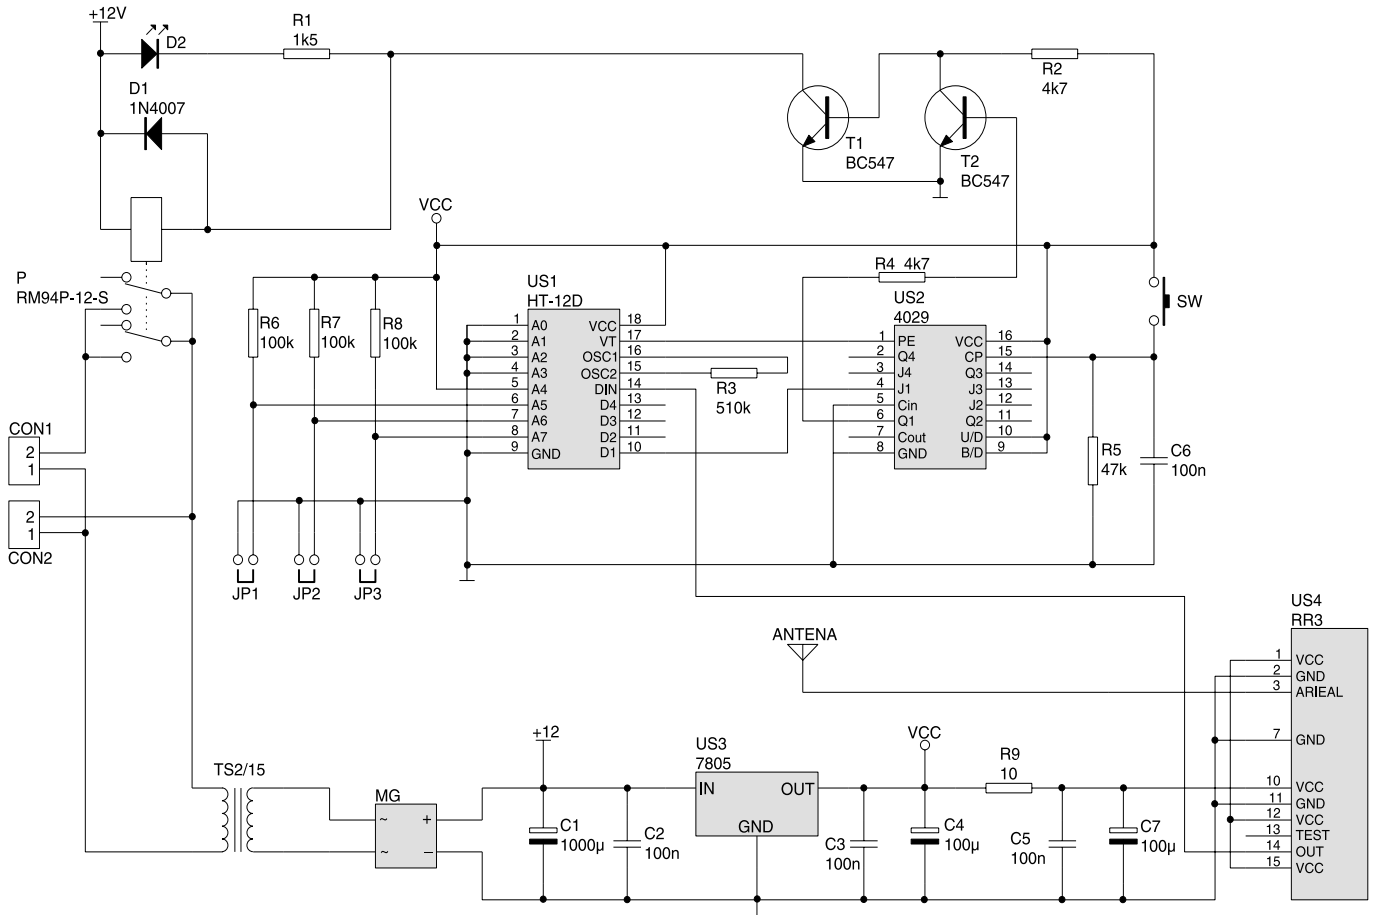 +12V
D2
R1
1k5
D1
1N4007
R2
4k7
T1
BC547
T2
BC547
VCC
P
RM94P-12-S
R4 4k7
SW
R6
100k
R7
100k
R8
100k
US1
HT-12D
1 A0 VCC 18
2 A1 VT 17
3 A2 OSC1 16
4 A3 OSC2 15
5 A4 DIN 14
6 A5 D4 13
7 A6 D3 12
8 A7 D2 11
9 GND D1 10
R3
510k
US2
4029
1 PE VCC 16
2 Q4 CP 15
3 J4 Q3 14
4 J1 J3 13
5 Cin J2 12
6 Q1 Q2 11
7 Cout U/D 10
8 GND B/D 9
R5
47k
C6
100n
CON1
2
1
2
1
CON2
JP1
JP2
JP3
ANTENA
US4
RR3
1 VCC
2 GND
3 ARIEAL
7 GND
10 VCC
11 GND
12 VCC
13 TEST
14 OUT
15 VCC
TS2/15
MG
~ +
~ −
+12
C1
1000µ
C2
100n
US3
7805
IN OUT
GND
VCC
C3
100n
C4
100µ
R9
10
C5
100n
C7
100µ